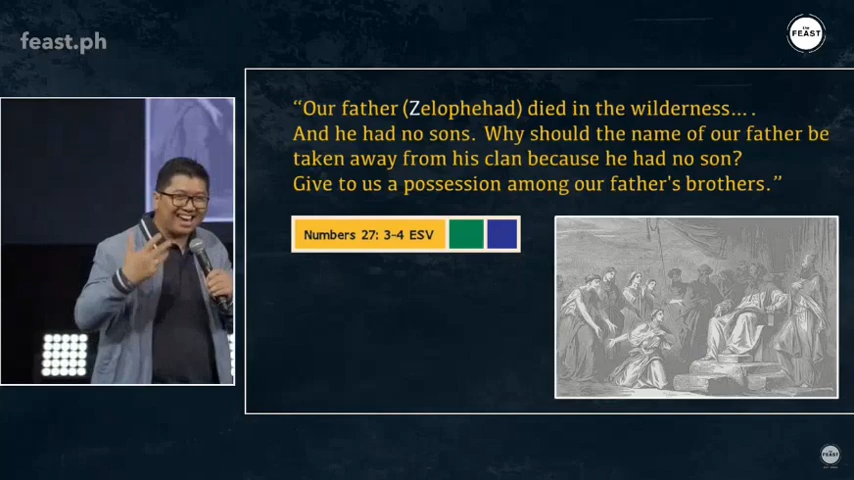 feast.ph
the
FEAST
“Our father (Zelophehad) died in the wilderness... .
And he had no sons. Why should the name of our father be
taken away from his clan because he had no son?
Give to us a possession among our father's brothers.”
Numbers 27: 3-4 ESV
FEAST